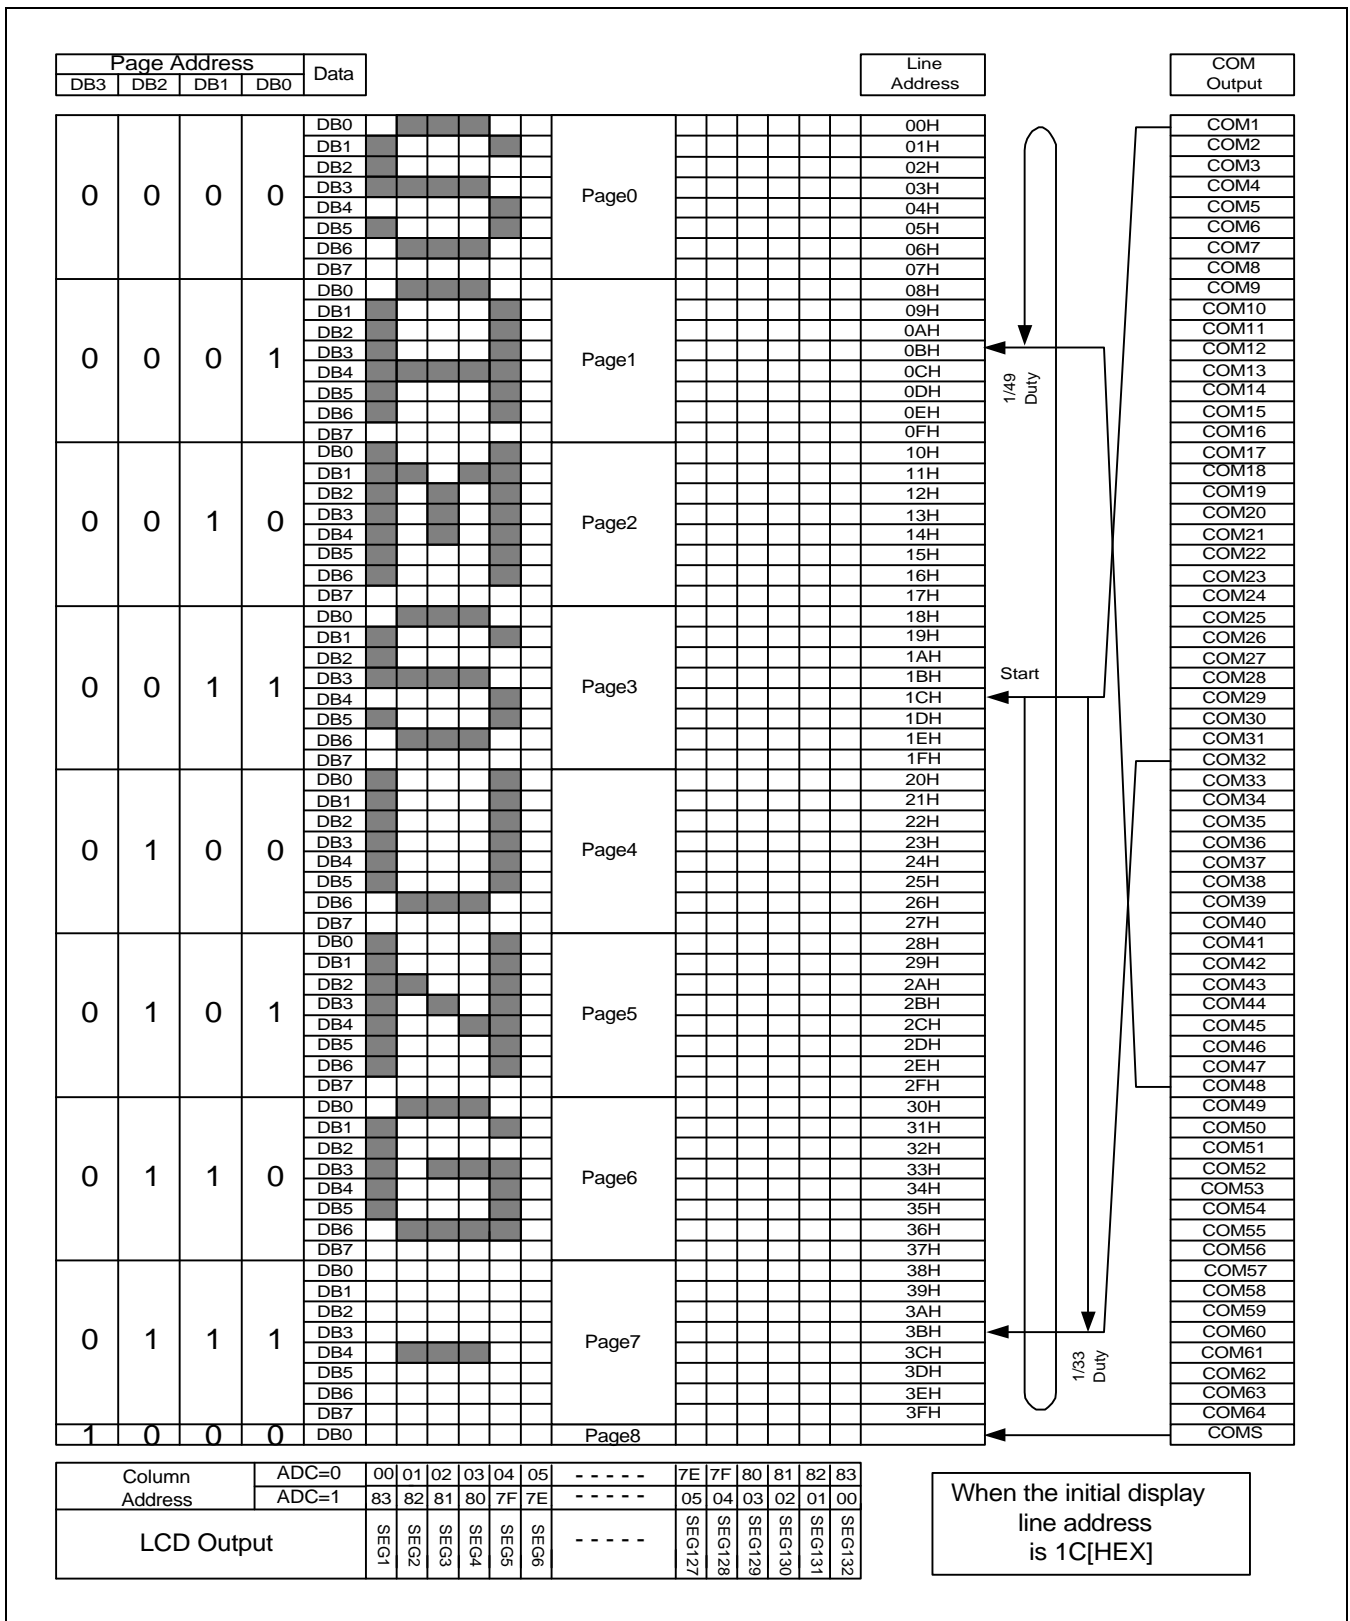 Page Address Data Line Address COM Output
DB3 DB2 DB1 DB0
DB0 00H COM1
DB1 01H COM2
DB2 02H COM3
DB3 03H COM4
0 0 0 0 Page0
DB4 04H COM5
DB5 05H COM6
DB6 06H COM7
DB7 07H COM8
DB0 08H COM9
DB1 09H COM10
DB2 0AH COM11
DB3 0BH COM12
0 0 0 1 Page1
DB4 0CH COM13
DB5 0DH COM14
DB6 0EH COM15
DB7 0FH COM16
1/49 Duty
DB0 10H COM17
DB1 11H COM18
DB2 12H COM19
DB3 13H COM20
0 0 1 0 Page2
DB4 14H COM21
DB5 15H COM22
DB6 16H COM23
DB7 17H COM24
DB0 18H COM25
DB1 19H COM26
DB2 1AH COM27
DB3 1BH COM28
0 0 1 1 Page3 Start
DB4 1CH COM29
DB5 1DH COM30
DB6 1EH COM31
DB7 1FH COM32
DB0 20H COM33
DB1 21H COM34
DB2 22H COM35
DB3 23H COM36
0 1 0 0 Page4
DB4 24H COM37
DB5 25H COM38
DB6 26H COM39
DB7 27H COM40
DB0 28H COM41
DB1 29H COM42
DB2 2AH COM43
DB3 2BH COM44
0 1 0 1 Page5
DB4 2CH COM45
DB5 2DH COM46
DB6 2EH COM47
DB7 2FH COM48
DB0 30H COM49
DB1 31H COM50
DB2 32H COM51
DB3 33H COM52
0 1 1 0 Page6
DB4 34H COM53
DB5 35H COM54
DB6 36H COM55
DB7 37H COM56
DB0 38H COM57
DB1 39H COM58
DB2 3AH COM59
DB3 3BH COM60
0 1 1 1 Page7
DB4 3CH COM61
DB5 3DH COM62
DB6 3EH COM63
DB7 3FH COM64
1/33 Duty
1 0 0 0 DB0 Page8 COMS
Column Address
ADC=0 00 01 02 03 04 05 - - - - - 7E 7F 80 81 82 83
ADC=1 83 82 81 80 7F 7E - - - - - 05 04 03 02 01 00
LCD Output SEG1 SEG2 SEG3 SEG4 SEG5 SEG6 - - - - - SEG127 SEG128 SEG129 SEG130 SEG131 SEG132
When the initial display
line address
is 1C[HEX]